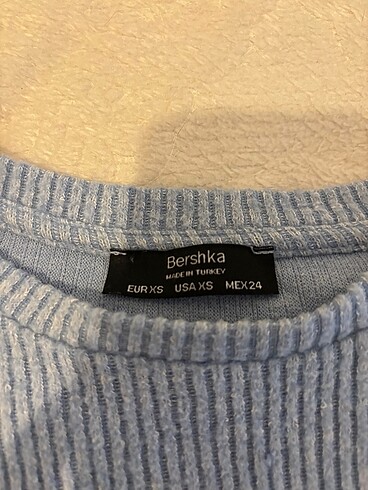 Bershka
MADE IN TURKEY
EUR XS USA XS MEX 24